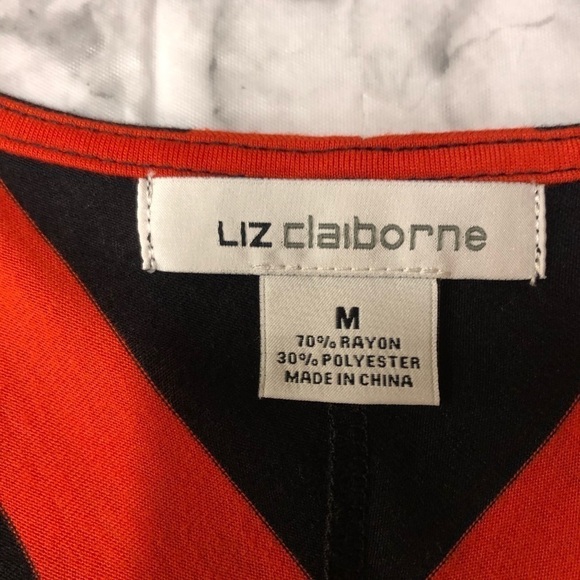 LIZ claiborne
M
70% RAYON
30% POLYESTER
MADE IN CHINA